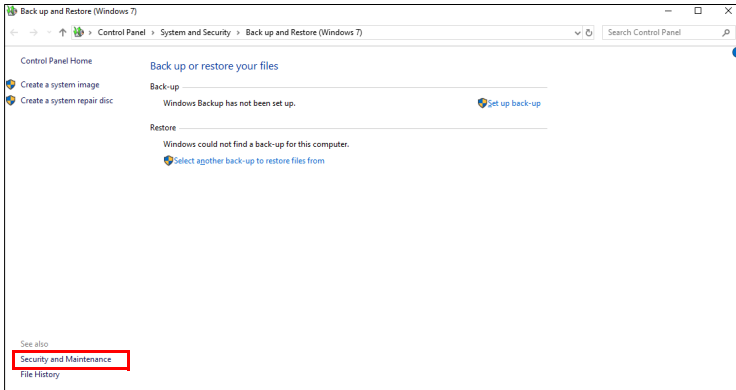 Back up and Restore (Windows 7)
Control Panel > System and Security > Back up and Restore (Windows 7)
Search Control Panel
Control Panel Home
Back up or restore your files
Create a system image
Back-up
Create a system repair disc
Windows Backup has not been set up.
Set up back-up
Restore
Windows could not find a back-up for this computer.
Select another back-up to restore files from
See also
Security and Maintenance
File History